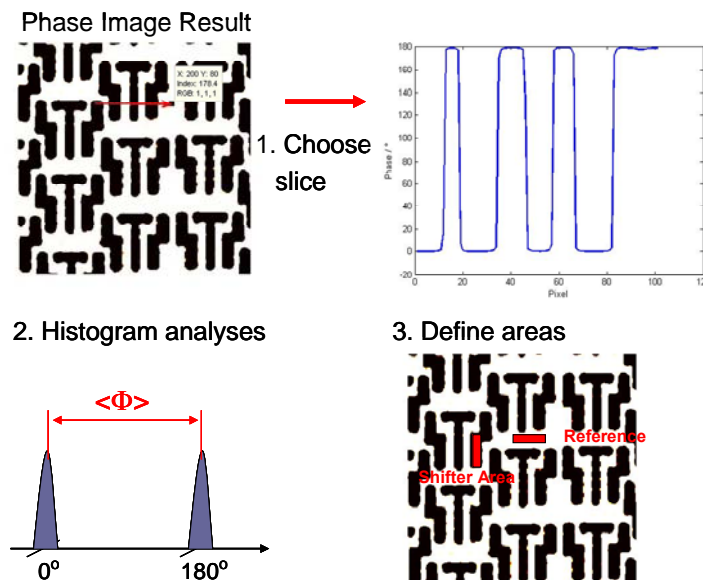 Phase Image Result
X: 200 Y: 80
Index: 178.4
RGB: 1, 1, 1
1. Choose
slice
180
160
140
120
100
80
60
40
20
0
-20
Phase / °
0
20
40
60
80
100
120
Pixel
2. Histogram analyses
<Φ>
0º
180º
3. Define areas
Reference
Shifter Area